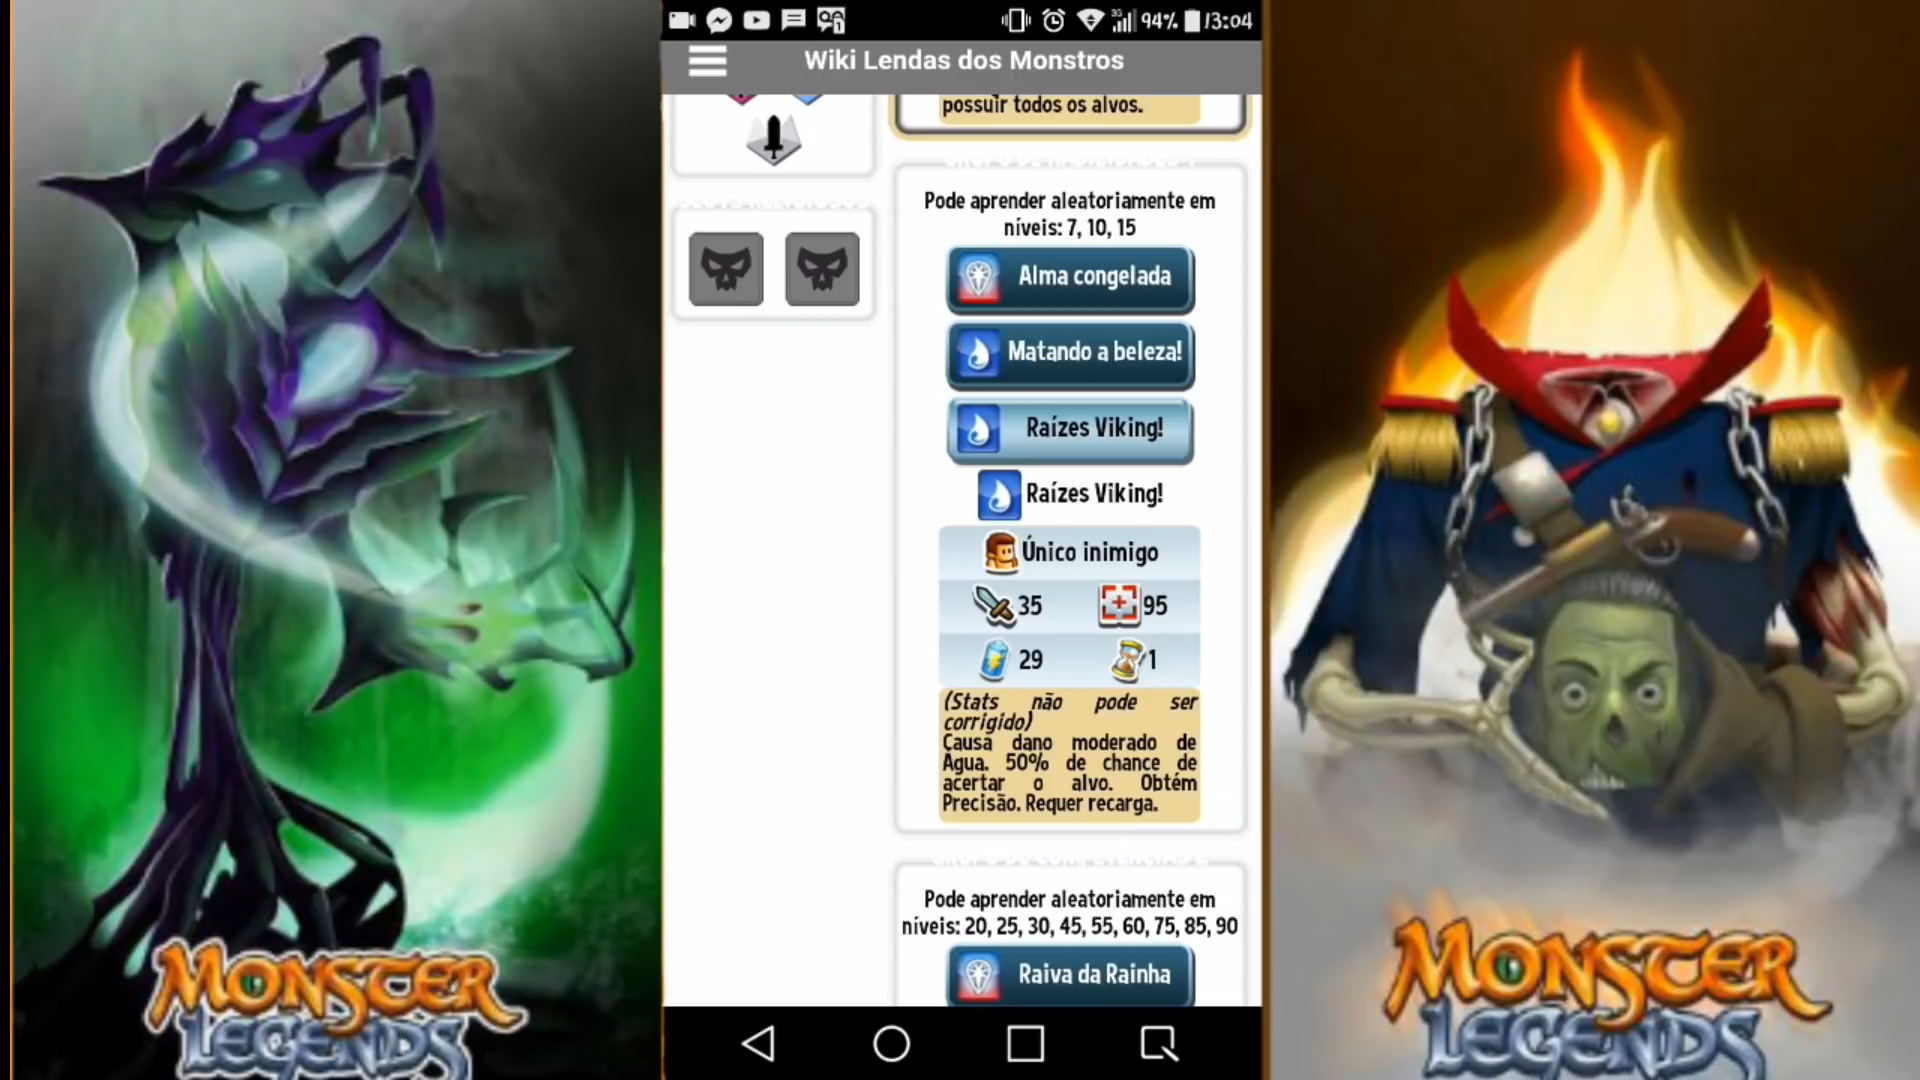 3G 94% 13:04
Wiki Lendas dos Monstros
possuir todos os alvos.
Pode aprender aleatoriamente em
níveis: 7, 10, 15
Alma congelada
Matando a beleza!
Raízes Viking!
Raízes Viking!
Único inimigo
35 95
29 1
(Stats não pode ser
corrigido)
Causa dano moderado de
Água. 50% de chance de
acertar o alvo. Obtém
Precisão. Requer recarga.
Pode aprender aleatoriamente em
níveis: 20, 25, 30, 45, 55, 60, 75, 85, 90
Raiva da Rainha
MONSTER
LEGENDS
MONSTER
LEGENDS